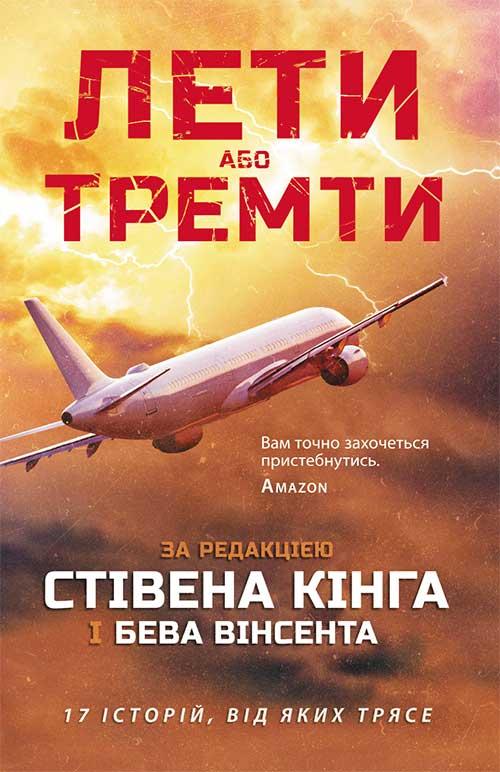 ЛЕТИ
АБО
ТРЕМТИ
Вам точно захочеться
пристебнутись.
AMAZON
ЗА РЕДАКЦІЄЮ
СТІВЕНА КІНГА
І БЕВА ВІНСЕНТА
17 ІСТОРІЙ, ВІД ЯКИХ ТРЯСЕ